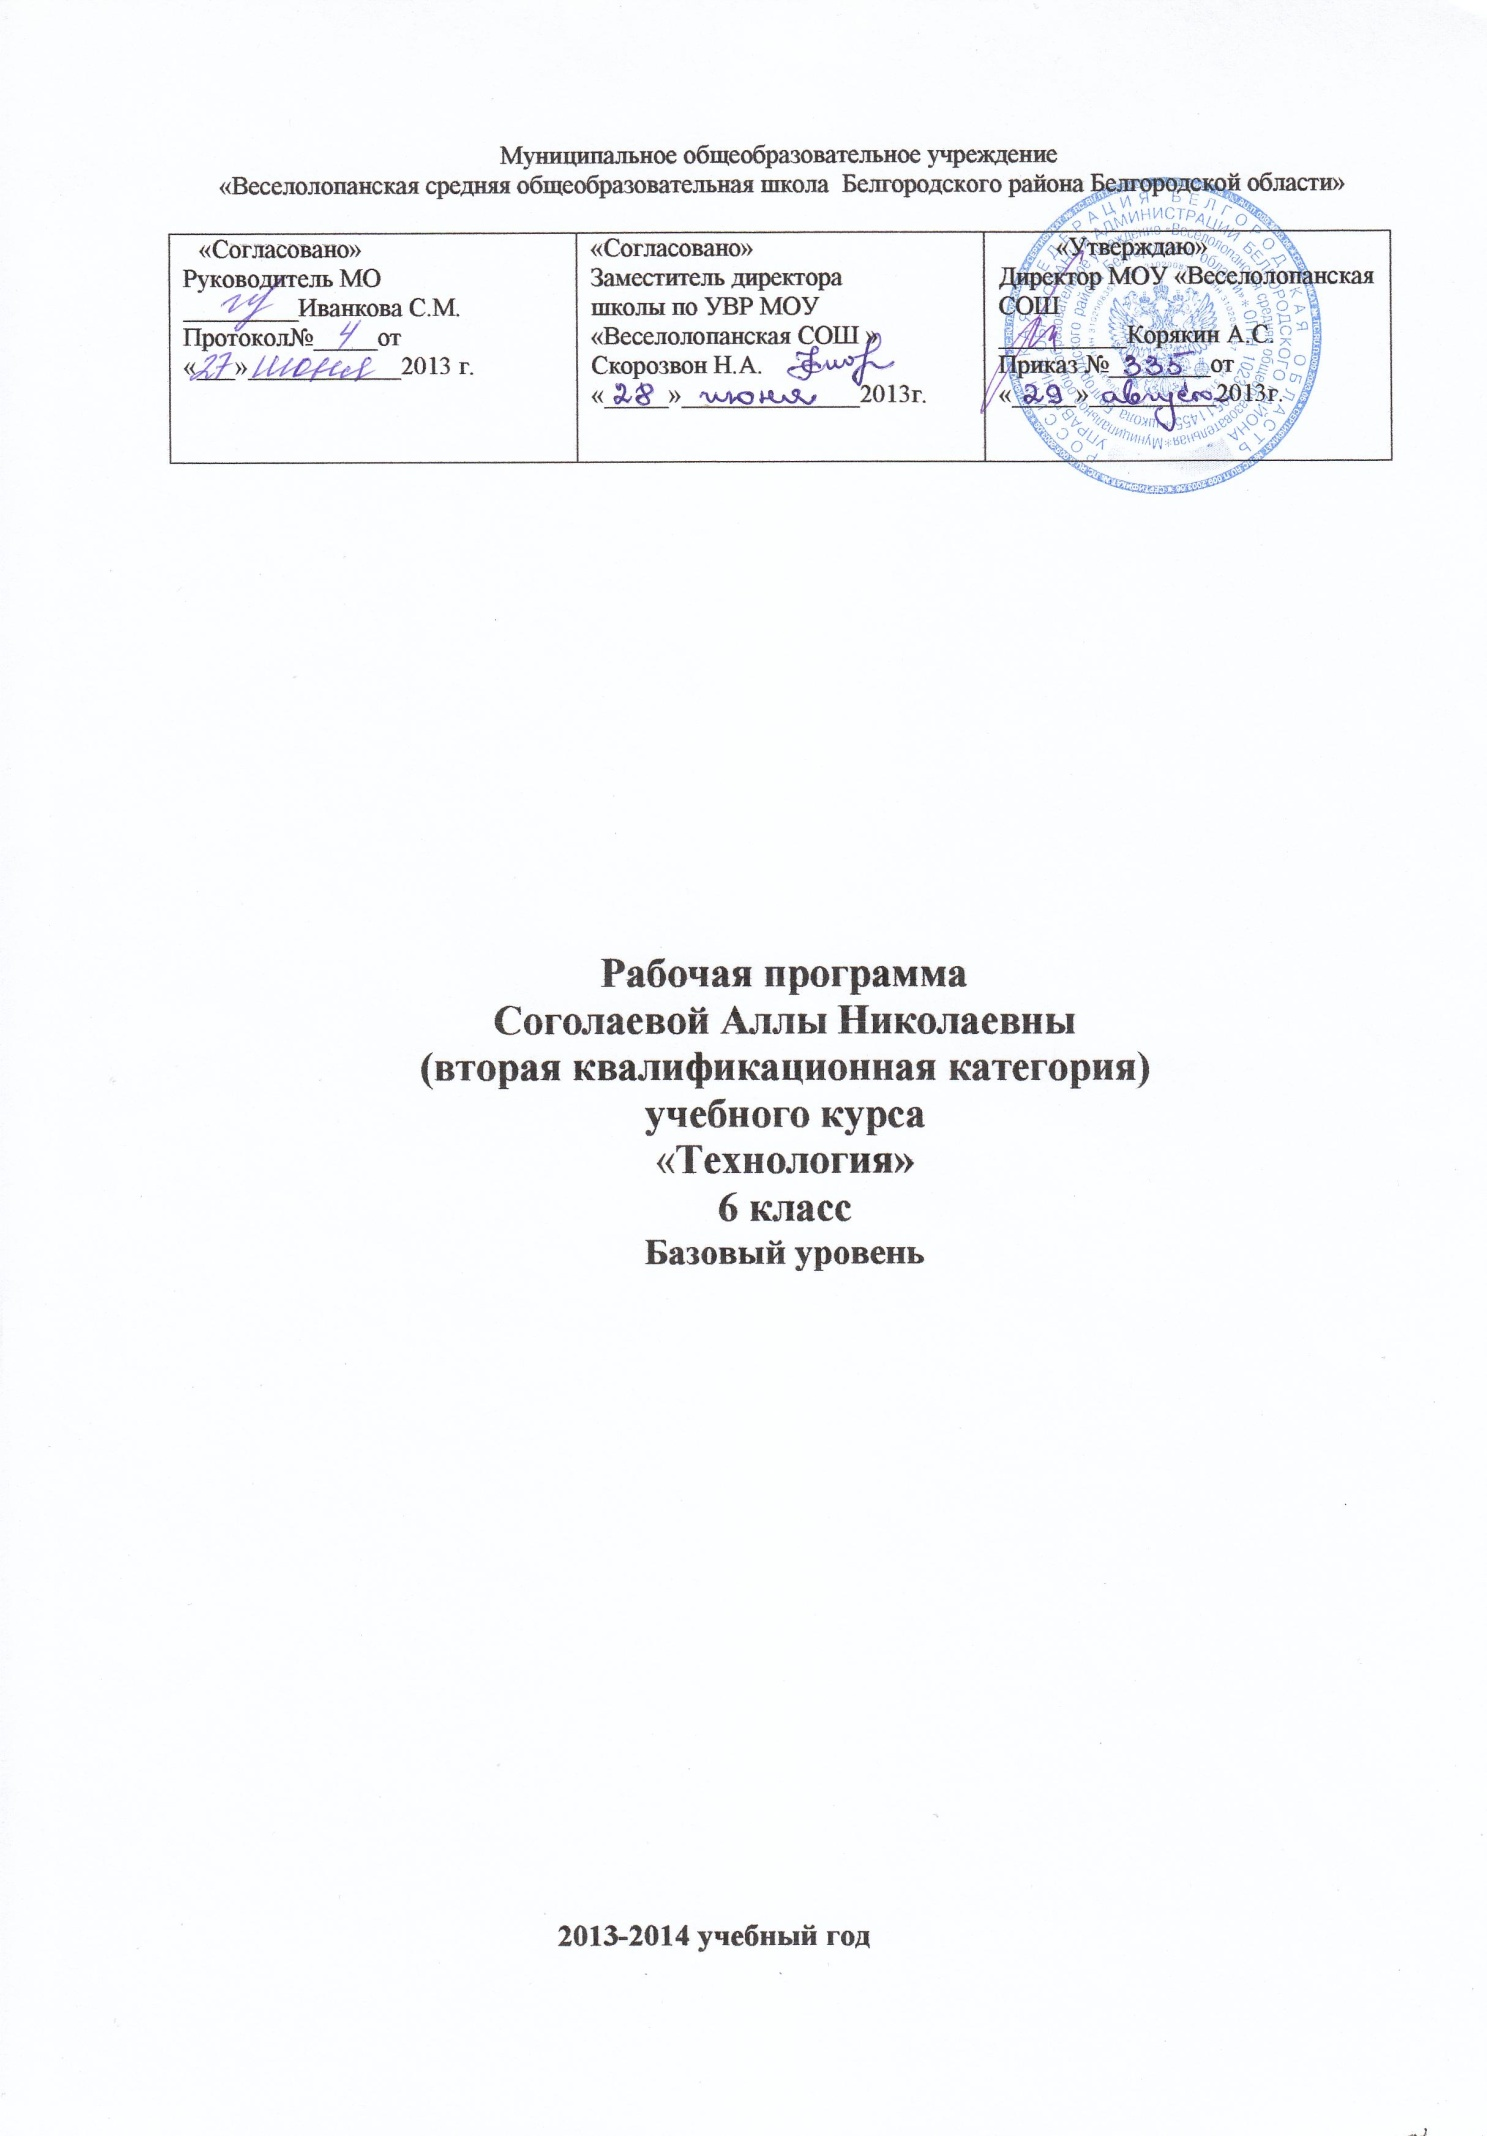 Муниципальное общеобразовательное учреждение
«Веселолопанская средняя общеобразовательная школа Белгородского района Белгородской области»
«Согласовано»
Руководитель МО
_________Иванкова С.М.
Протокол№ 4 от
«27» июня 2013 г.
«Согласовано»
Заместитель директора
школы по УВР МОУ
«Веселолопанская СОШ »
Скорозвон Н.А.
«28» июня 2013г.
«Утверждаю»
Директор МОУ «Веселолопанская
СОШ
__________Корякин А.С.
Приказ № 335 от
«29» августа 2013г.
Рабочая программа
Соголаевой Аллы Николаевны
(вторая квалификационная категория)
учебного курса
«Технология»
6 класс
Базовый уровень
2013-2014 учебный год